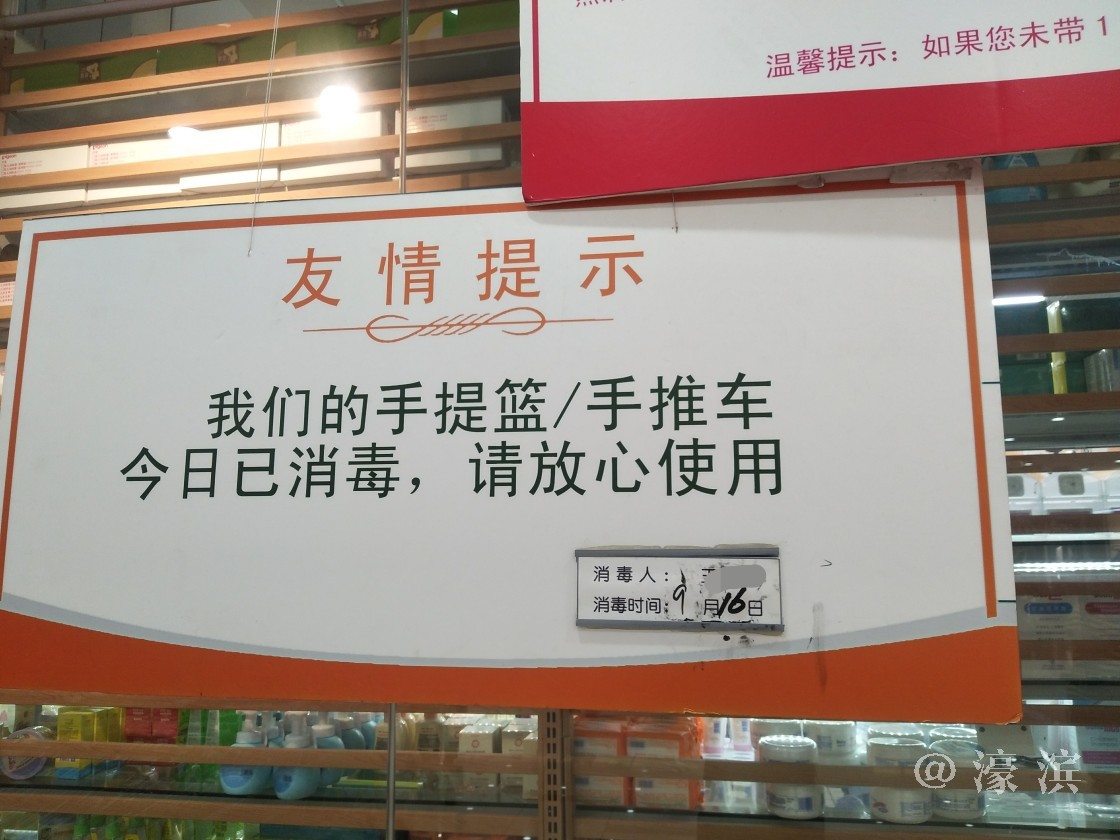 温馨提示：如果您未带1
友情提示
我们的手提篮/手推车
今日已消毒，请放心使用
消毒人：王
消毒时间：9月16日
@濠滨